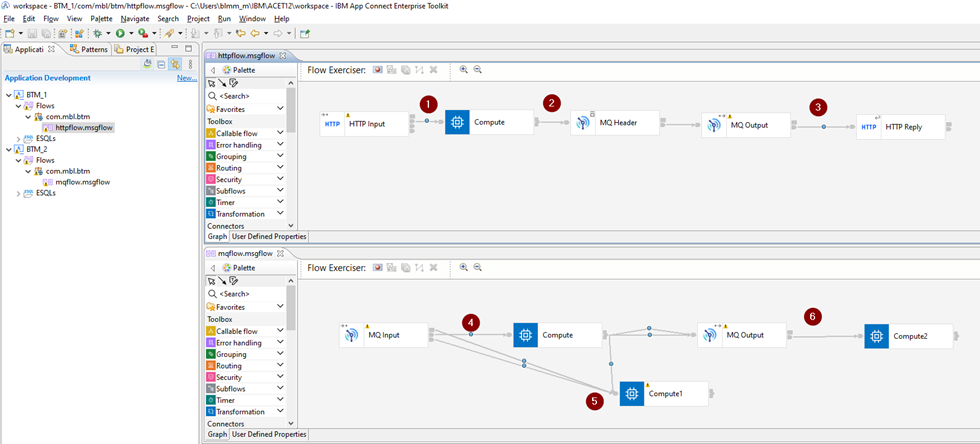 workspace - BTM_1/com/mbl/btm/httpflow.msgflow - C:\Users\blmm_m\IBM\ACET12\workspace - IBM App Connect Enterprise Toolkit
File Edit Flow View Palette Navigate Search Project Run Window Help
Applicati
Patterns
Project E
Application Development
New...
BTM_1
Flows
com.mbl.btm
httpflow.msgflow
ESQLs
BTM_2
Flows
com.mbl.btm
mqflow.msgflow
ESQLs
httpflow.msgflow
Palette
Flow Exerciser:
<Search>
Favorites
Toolbox
Callable flow
Error handling
Grouping
Routing
Security
Subflows
Timer
Transformation
Connectors
1
2
3
HTTP
HTTP Input
Compute
MQ Header
MQ Output
HTTP
HTTP Reply
Graph
User Defined Properties
mqflow.msgflow
Palette
Flow Exerciser:
<Search>
Favorites
Toolbox
Callable flow
Error handling
Grouping
Routing
Security
Subflows
Timer
Transformation
Connectors
4
6
MQ Input
Compute
MQ Output
Compute2
5
Compute1
Graph
User Defined Properties